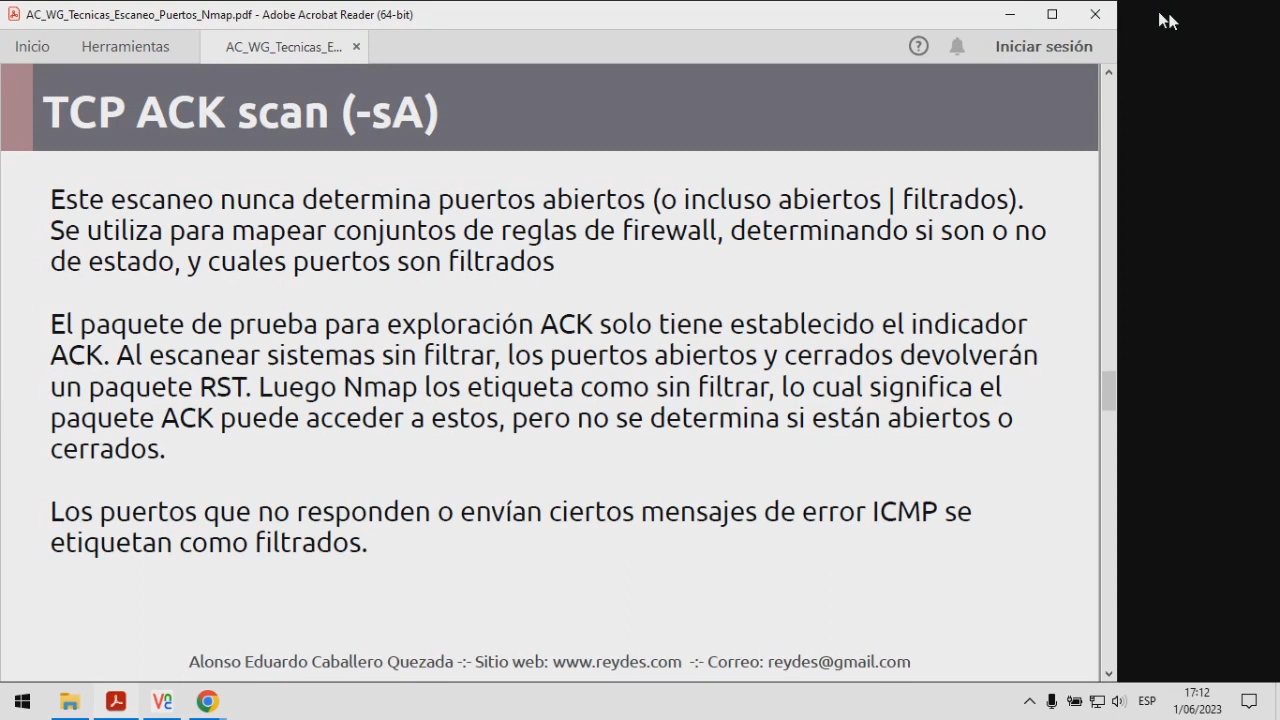 AC_WG_Tecnicas_Escaneo_Puertos_Nmap.pdf - Adobe Acrobat Reader (64-bit)
Inicio Herramientas AC_WG_Tecnicas_E... Iniciar sesión
TCP ACK scan (-sA)
Este escaneo nunca determina puertos abiertos (o incluso abiertos | filtrados).
Se utiliza para mapear conjuntos de reglas de firewall, determinando si son o no
de estado, y cuales puertos son filtrados
El paquete de prueba para exploración ACK solo tiene establecido el indicador
ACK. Al escanear sistemas sin filtrar, los puertos abiertos y cerrados devolverán
un paquete RST. Luego Nmap los etiqueta como sin filtrar, lo cual significa el
paquete ACK puede acceder a estos, pero no se determina si están abiertos o
cerrados.
Los puertos que no responden o envían ciertos mensajes de error ICMP se
etiquetan como filtrados.
Alonso Eduardo Caballero Quezada -:- Sitio web: www.reydes.com -:- Correo: reydes@gmail.com
ESP
17:12
1/06/2023